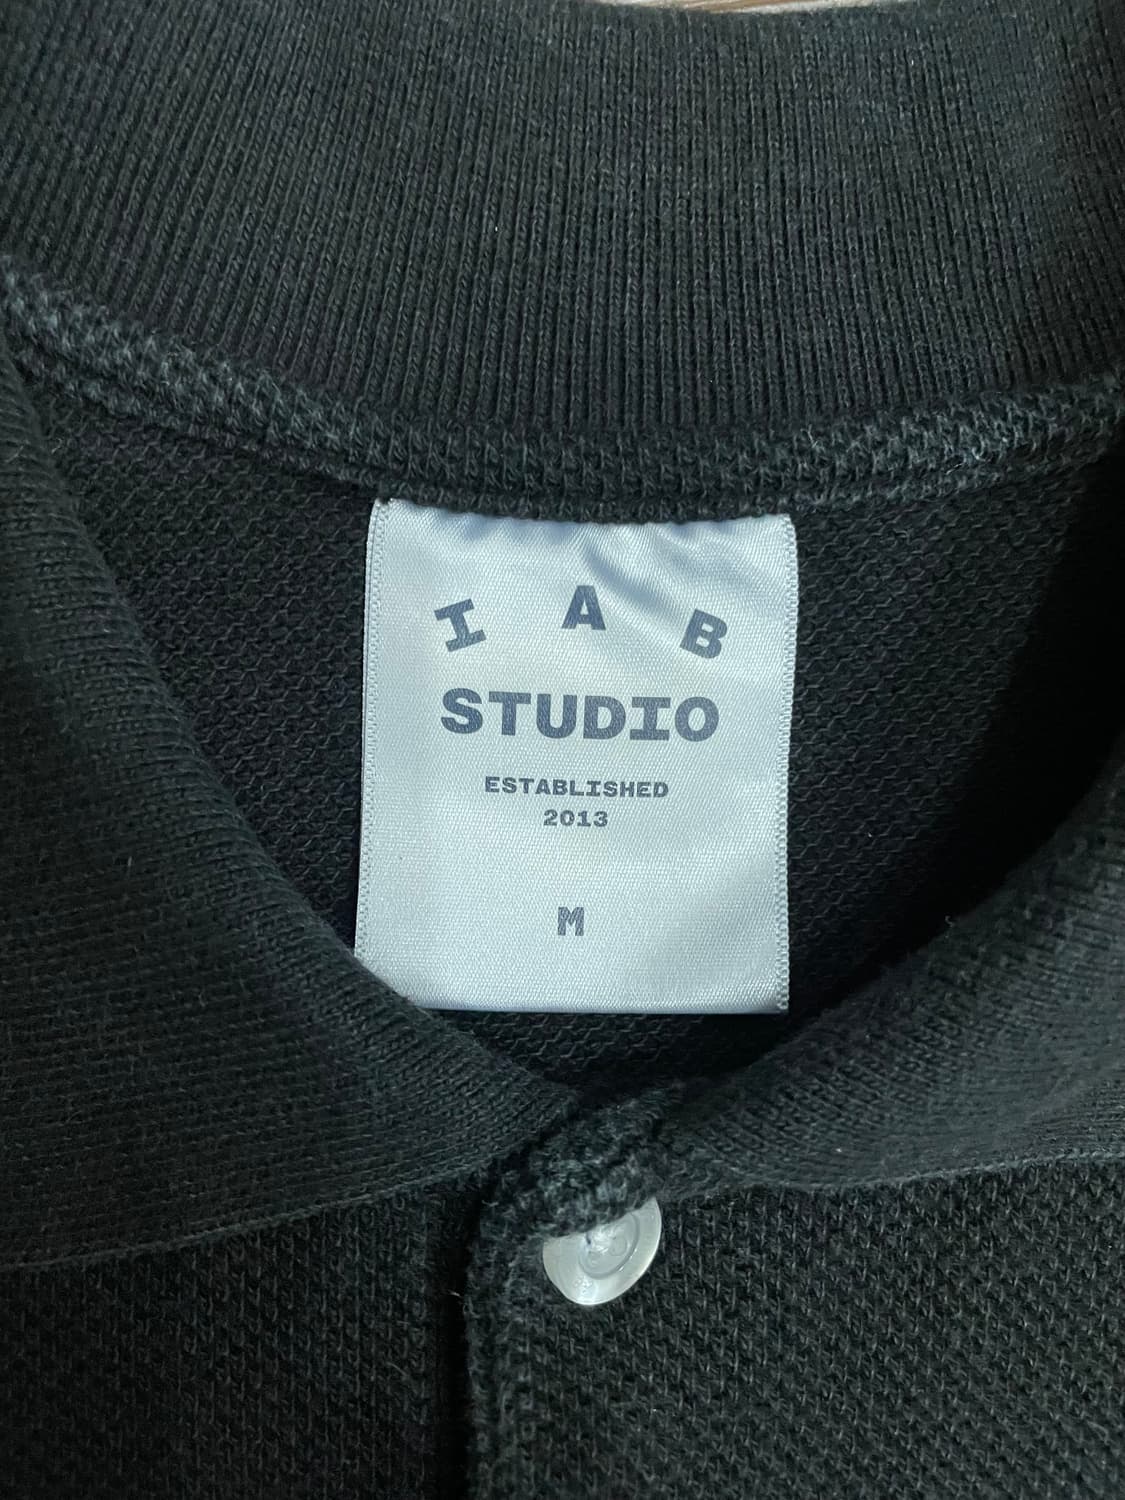 I A B
STUDIO
ESTABLISHED
2013
M